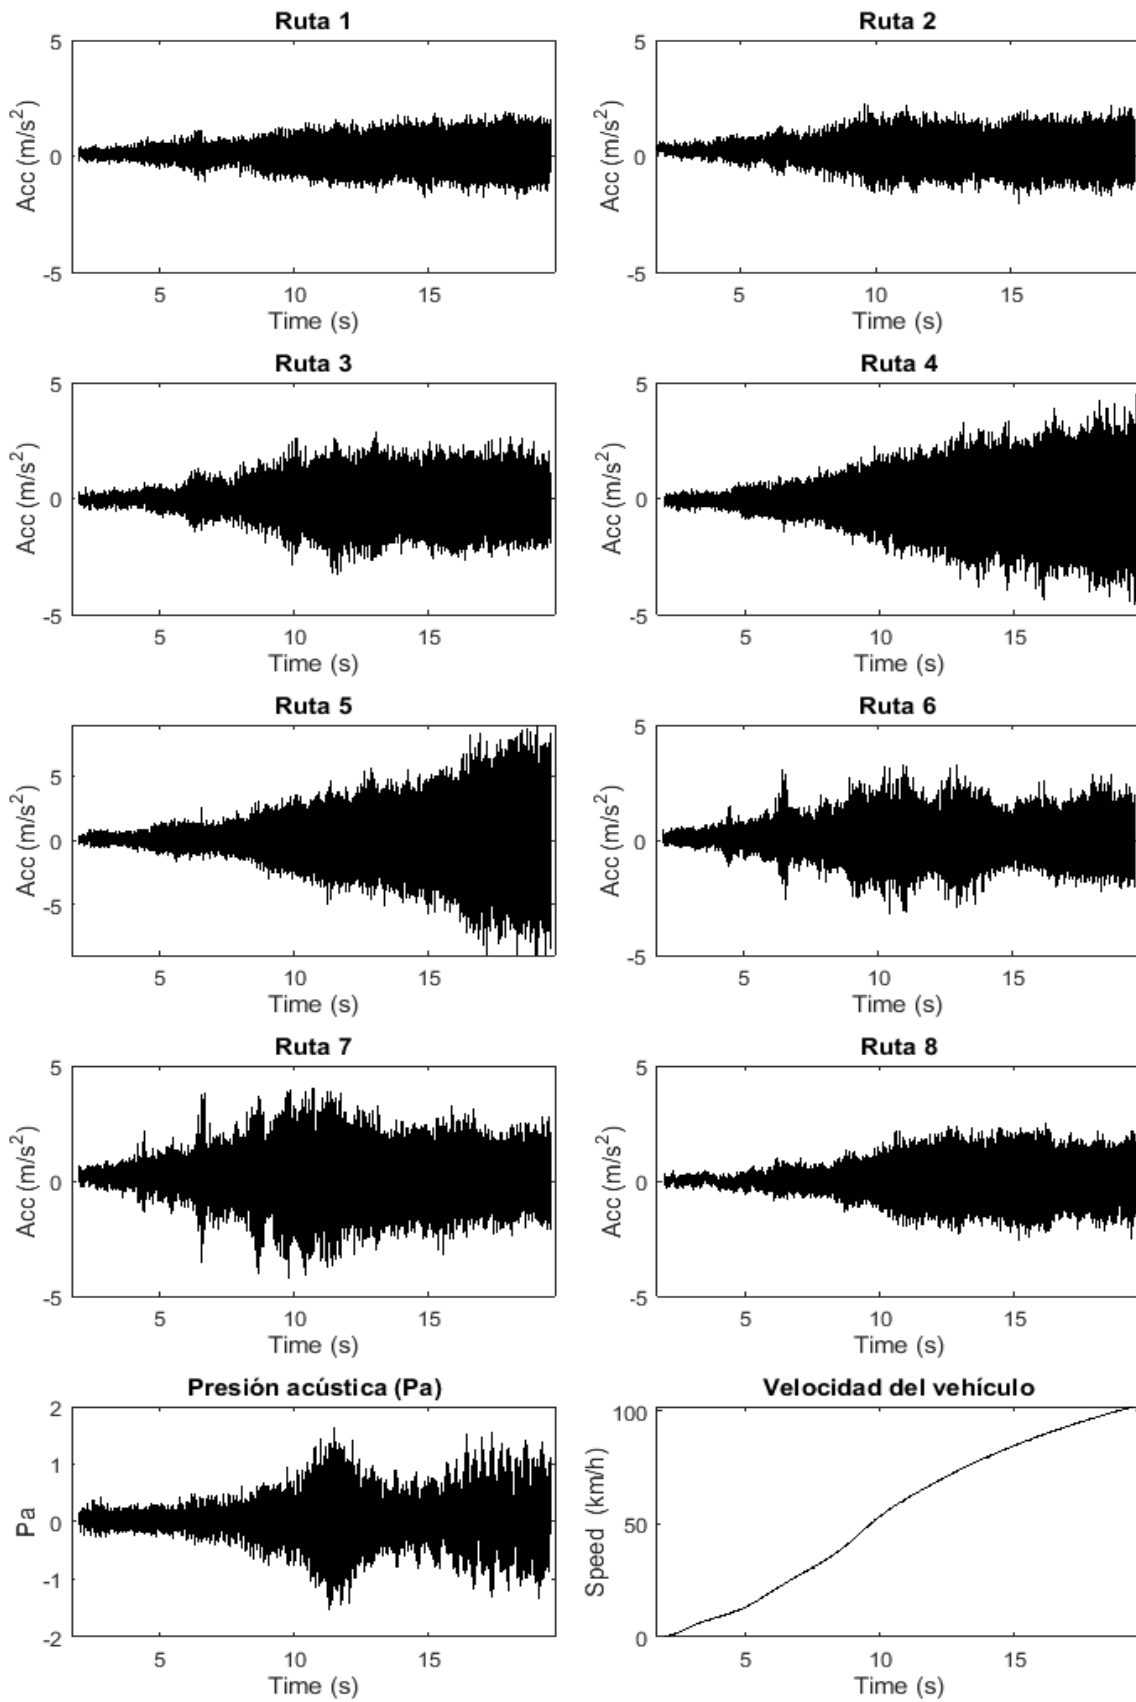 Ruta 1
Ruta 2
5
0
-5
Acc (m/s²)
5 10 15
Time (s)
5
0
-5
Acc (m/s²)
5 10 15
Time (s)
Ruta 3
Ruta 4
5
0
-5
Acc (m/s²)
5 10 15
Time (s)
5
0
-5
Acc (m/s²)
5 10 15
Time (s)
Ruta 5
Ruta 6
5
0
-5
Acc (m/s²)
5 10 15
Time (s)
5
0
-5
Acc (m/s²)
5 10 15
Time (s)
Ruta 7
Ruta 8
5
0
-5
Acc (m/s²)
5 10 15
Time (s)
5
0
-5
Acc (m/s²)
5 10 15
Time (s)
Presión acústica (Pa)
Velocidad del vehículo
2
1
0
-1
-2
Pa
5 10 15
Time (s)
100
50
0
Speed (km/h)
5 10 15
Time (s)